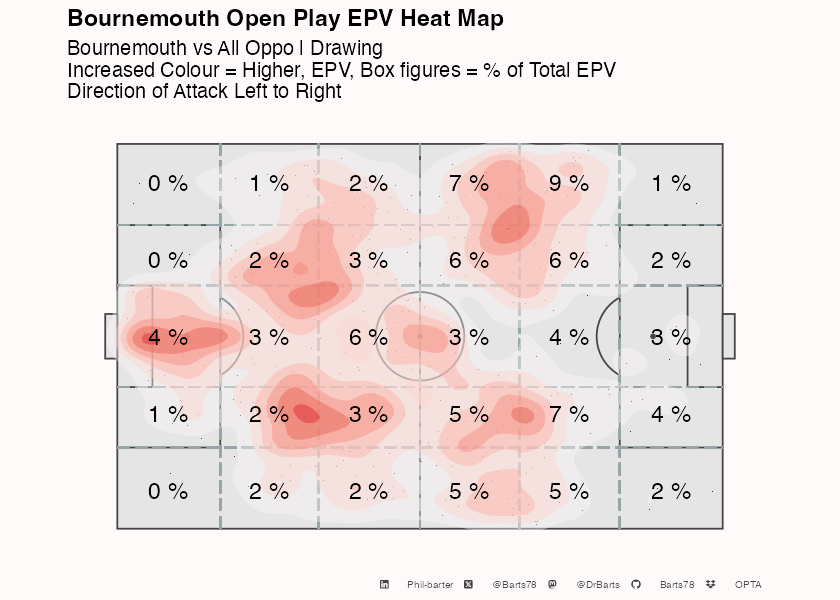 Bournemouth Open Play EPV Heat Map
Bournemouth vs All Oppo | Drawing
Increased Colour = Higher, EPV, Box figures = % of Total EPV
Direction of Attack Left to Right
0 % 1 % 2 % 7 % 9 % 1 %
0 % 2 % 3 % 6 % 6 % 2 %
4 % 3 % 6 % 3 % 4 % 3 %
1 % 2 % 3 % 5 % 7 % 4 %
0 % 2 % 2 % 5 % 5 % 2 %
Phil-barter @Barts78 @DrBarts Barts78 OPTA